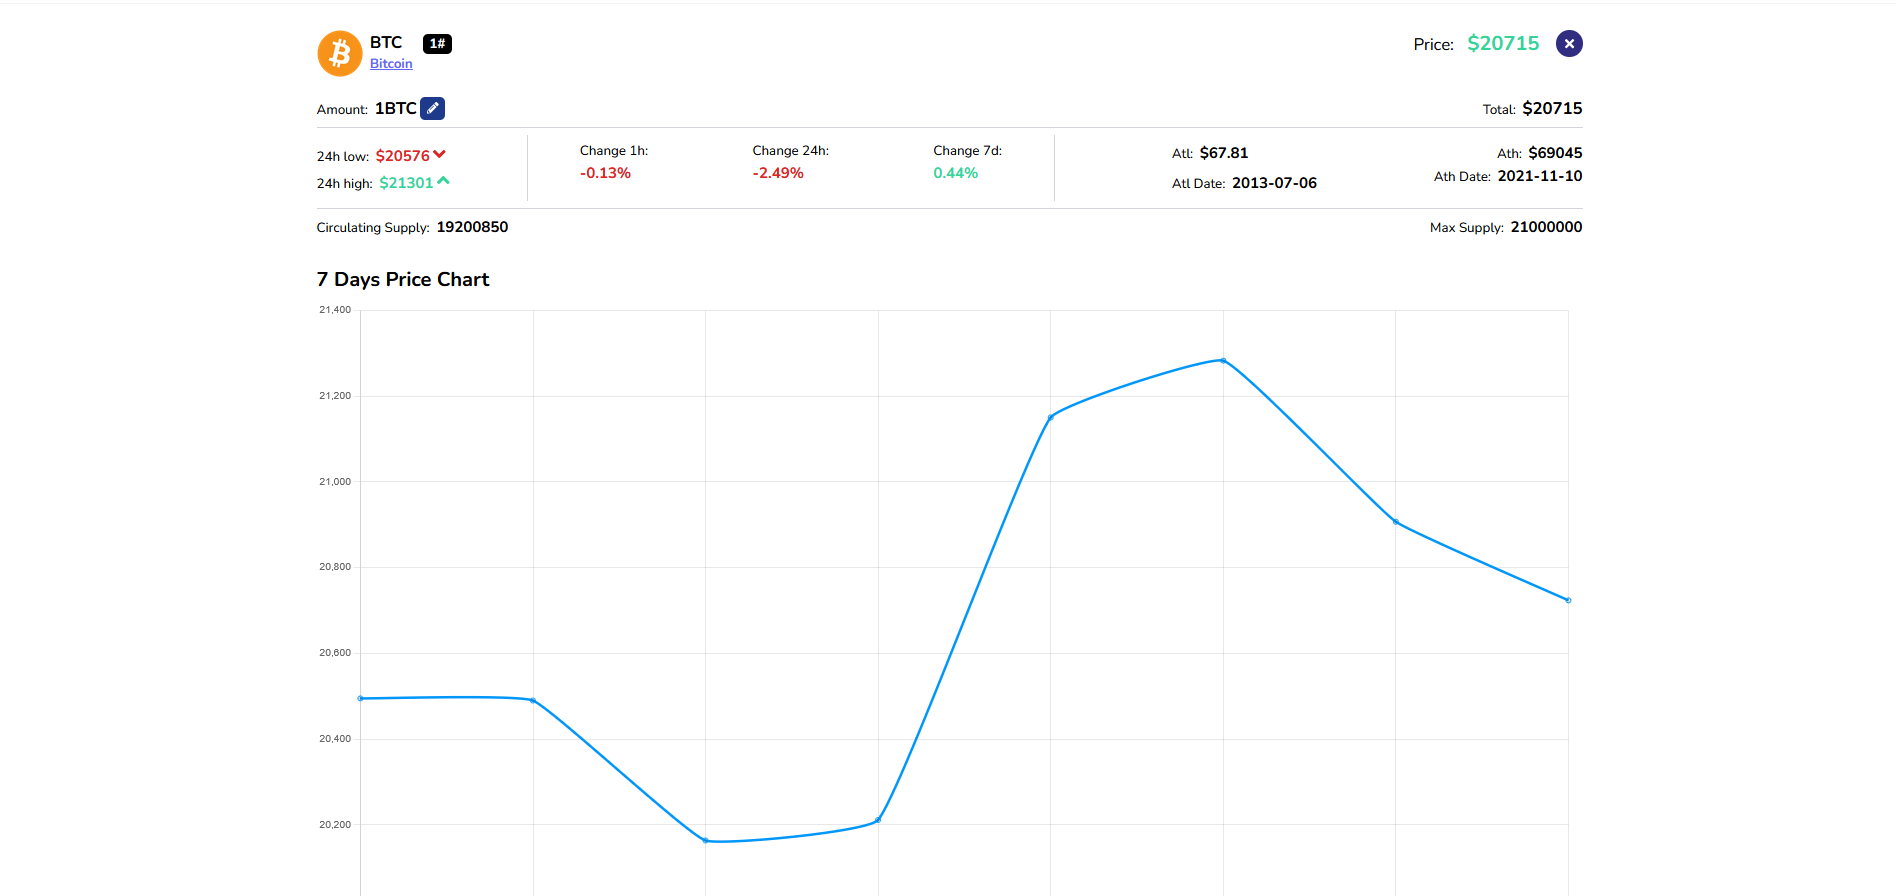 BTC 1#
Bitcoin
Price: $20715
Amount: 1BTC
Total: $20715
24h low: $20576
24h high: $21301
Change 1h:
-0.13%
Change 24h:
-2.49%
Change 7d:
0.44%
Atl: $67.81
Atl Date: 2013-07-06
Ath: $69045
Ath Date: 2021-11-10
Circulating Supply: 19200850
Max Supply: 21000000
7 Days Price Chart
21,400
21,200
21,000
20,800
20,600
20,400
20,200